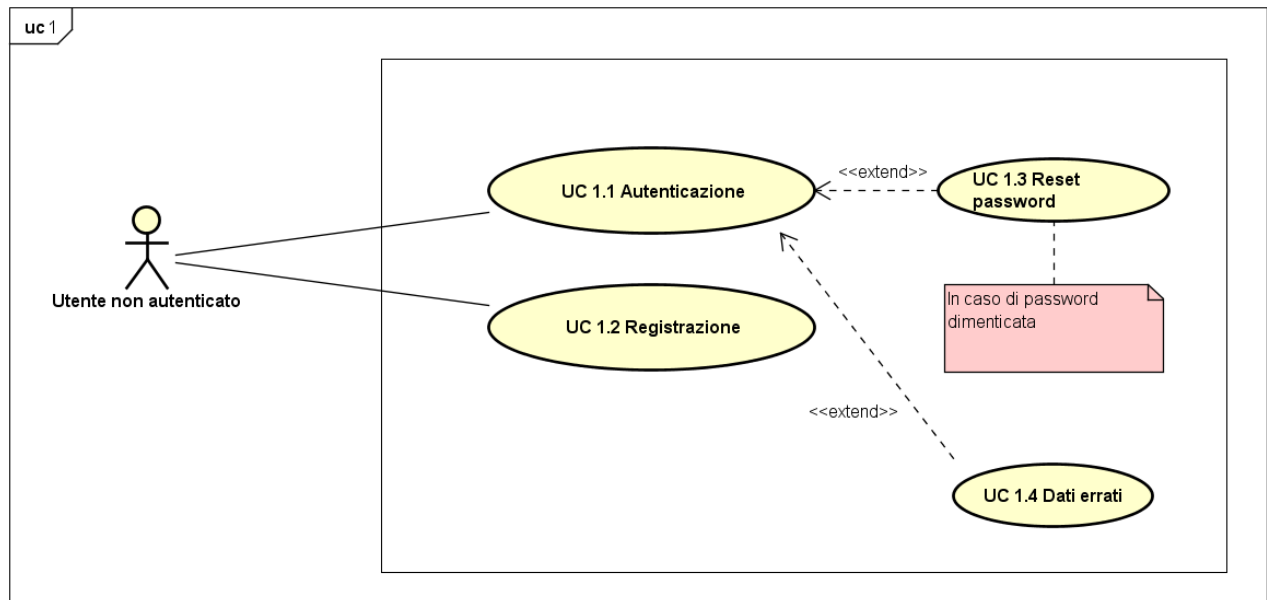 uc 1
UC 1.1 Autenticazione
<<extend>>
UC 1.3 Reset
password
Utente non autenticato
UC 1.2 Registrazione
In caso di password
dimenticata
<<extend>>
UC 1.4 Dati errati